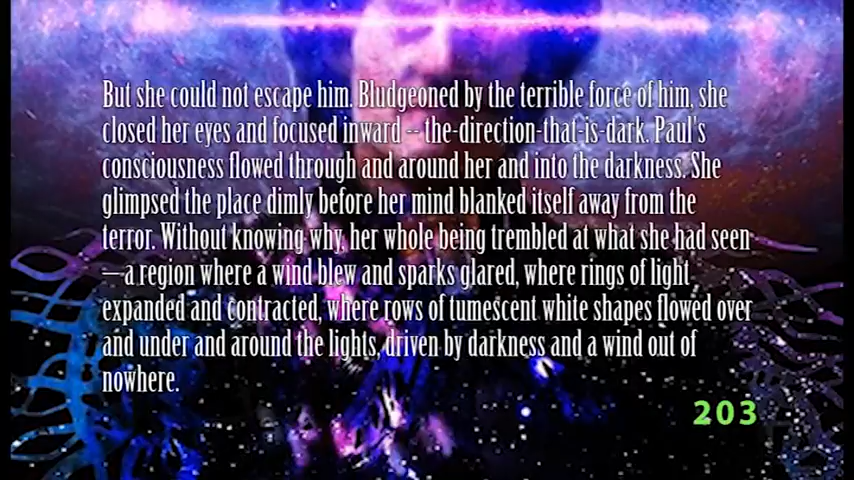 But she could not escape him. Bludgeoned by the terrible force of him, she
closed her eyes and focused inward -- the-direction-that-is-dark. Paul's
consciousness flowed through and around her and into the darkness. She
glimpsed the place dimly before her mind blanked itself away from the
terror. Without knowing why, her whole being trembled at what she had seen
—a region where a wind blew and sparks glared, where rings of light
expanded and contracted, where rows of tumescent white shapes flowed over
and under and around the lights, driven by darkness and a wind out of
nowhere.
203